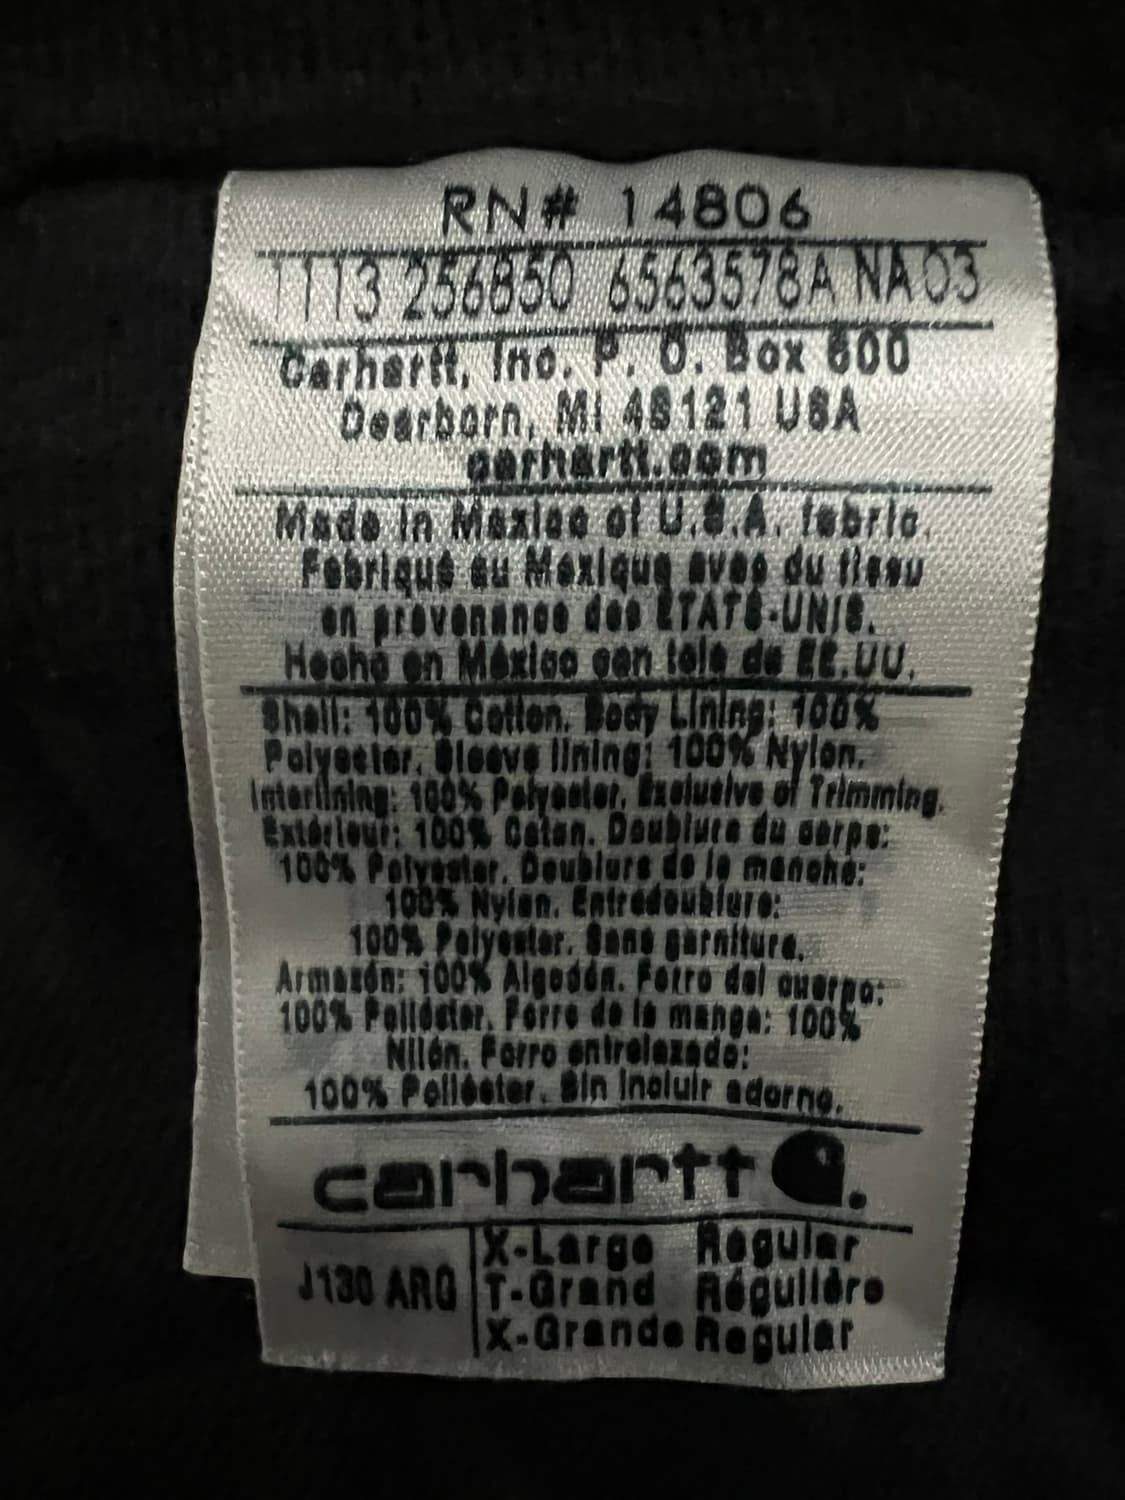 RN# 14806
1113 256850 6563578A NA03
Carhartt, Inc. P. O. Box 600
Dearborn, MI 48121 USA
carhartt.com
Made in Mexico of U.S.A. fabric.
Fabriqué au Mexique avec du tissu
en provenance des ÉTATS-UNIS.
Hecho en México con tela de EE.UU.
Shell: 100% Cotton. Body Lining: 100%
Polyester. Sleeve lining: 100% Nylon.
Interlining: 100% Polyester. Exclusive of Trimming.
Extérieur: 100% Coton. Doublure du corps:
100% Polyester. Doublure de la manche:
100% Nylon. Entredoublure:
100% Polyester. Sans garniture.
Armazón: 100% Algodón. Forro del cuerpo:
100% Poliéster. Forro de la manga: 100%
Nilón. Forro entrelazado:
100% Poliéster. Sin incluir adorno.
carhartt
J130 ARG
X-Large Regular
T-Grand Régulière
X-Grande Regular